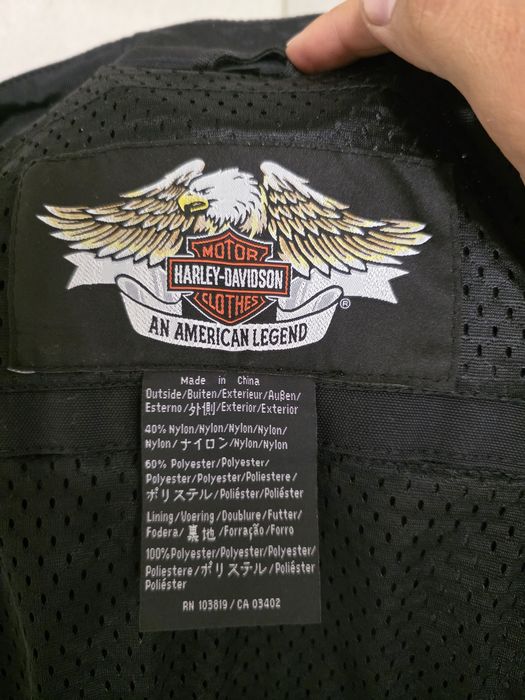 MOTOR
HARLEY-DAVIDSON
CLOTHES
®
AN AMERICAN LEGEND
Made in China
Outside/Buiten/Exterieur/Außen/
Esterno/外側/Exterior/Exterior
40% Nylon/Nylon/Nylon/Nylon/
Nylon/ナイロン/Nylon/Nylon
60% Polyester/Polyester/
Polyester/Polyester/Poliestere/
ポリステル/Poliéster/Poliéster
Lining/Voering/Doublure/Futter/
Fodera/裏地/Forração/Forro
100%Polyester/Polyester/Polyester/
Poliestere/ポリステル/Poliéster
Poliéster
RN 103819 / CA 03402